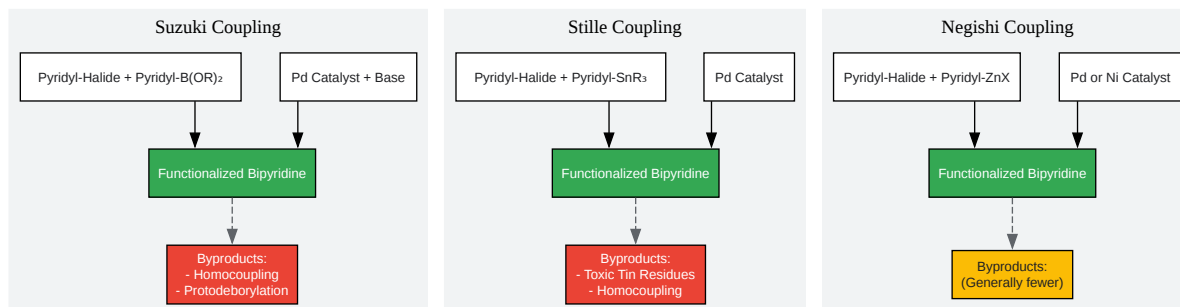 Suzuki Coupling
Pyridyl-Halide + Pyridyl-B(OR)₂
Pd Catalyst + Base
Functionalized Bipyridine
Byproducts:
- Homocoupling
- Protodeborylation
Stille Coupling
Pyridyl-Halide + Pyridyl-SnR₃
Pd Catalyst
Functionalized Bipyridine
Byproducts:
- Toxic Tin Residues
- Homocoupling
Negishi Coupling
Pyridyl-Halide + Pyridyl-ZnX
Pd or Ni Catalyst
Functionalized Bipyridine
Byproducts:
(Generally fewer)